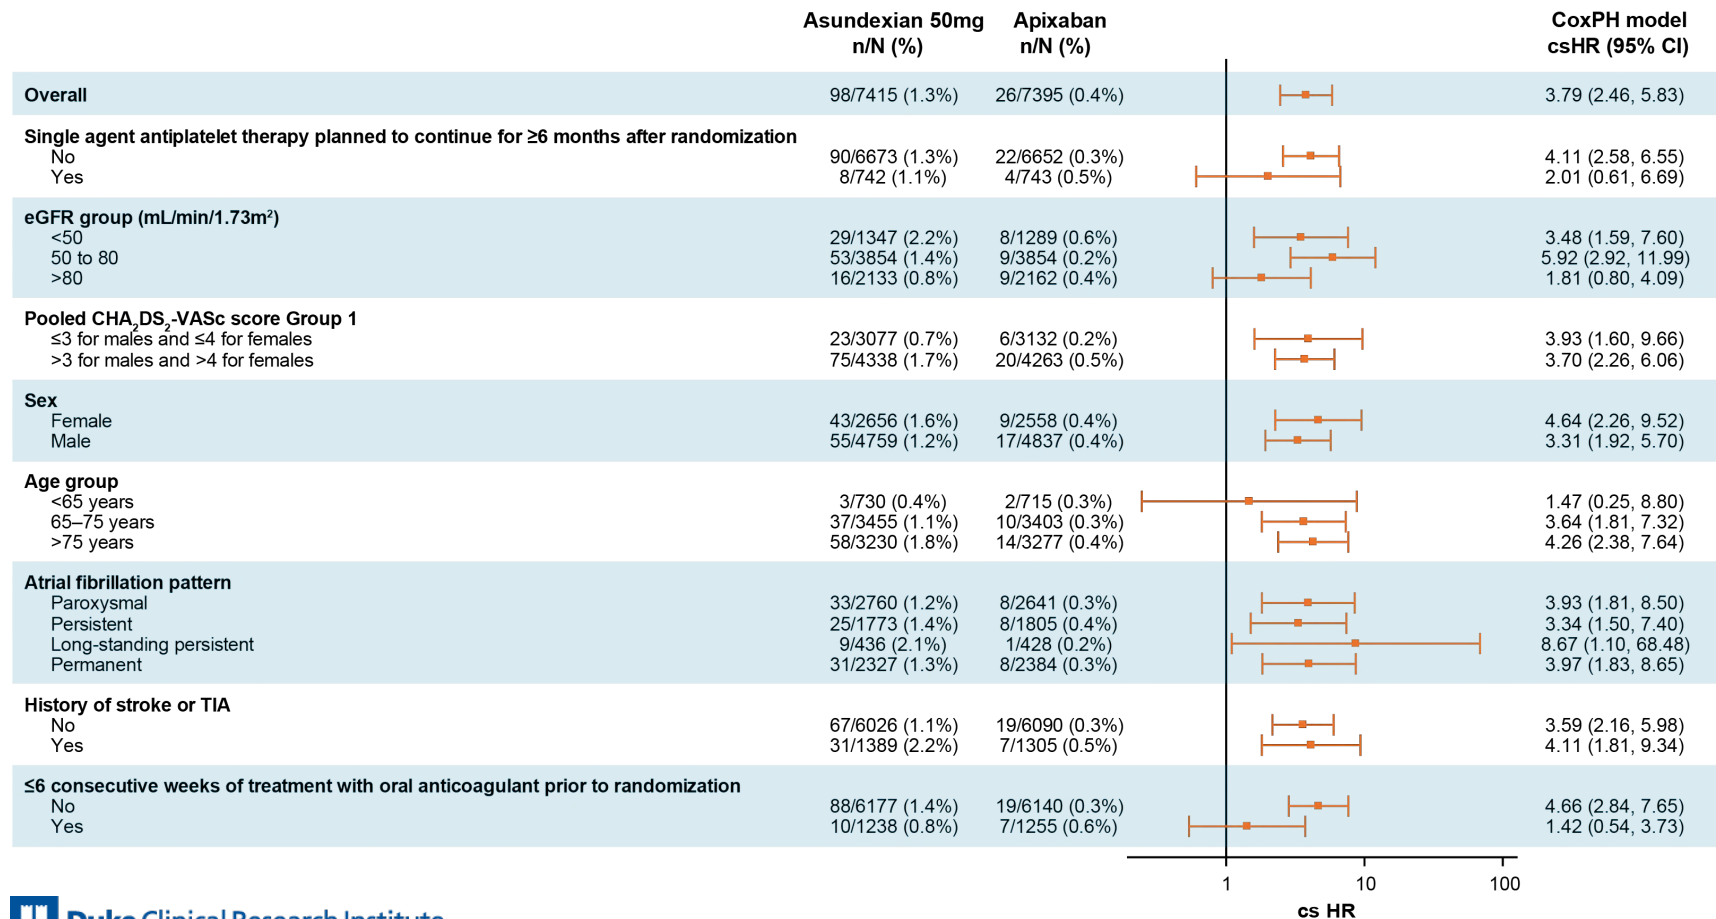 Asundexian 50mg Apixaban CoxPH model
n/N (%) n/N (%) csHR (95% CI)
Overall 98/7415 (1.3%) 26/7395 (0.4%) 3.79 (2.46, 5.83)
Single agent antiplatelet therapy planned to continue for ≥6 months after randomization
No 90/6673 (1.3%) 22/6652 (0.3%) 4.11 (2.58, 6.55)
Yes 8/742 (1.1%) 4/743 (0.5%) 2.01 (0.61, 6.69)
eGFR group (mL/min/1.73m²)
<50 29/1347 (2.2%) 8/1289 (0.6%) 3.48 (1.59, 7.60)
50 to 80 53/3854 (1.4%) 9/3854 (0.2%) 5.92 (2.92, 11.99)
>80 16/2133 (0.8%) 9/2162 (0.4%) 1.81 (0.80, 4.09)
Pooled CHA₂DS₂-VASc score Group 1
≤3 for males and ≤4 for females 23/3077 (0.7%) 6/3132 (0.2%) 3.93 (1.60, 9.66)
>3 for males and >4 for females 75/4338 (1.7%) 20/4263 (0.5%) 3.70 (2.26, 6.06)
Sex
Female 43/2656 (1.6%) 9/2558 (0.4%) 4.64 (2.26, 9.52)
Male 55/4759 (1.2%) 17/4837 (0.4%) 3.31 (1.92, 5.70)
Age group
<65 years 3/730 (0.4%) 2/715 (0.3%) 1.47 (0.25, 8.80)
65–75 years 37/3455 (1.1%) 10/3403 (0.3%) 3.64 (1.81, 7.32)
>75 years 58/3230 (1.8%) 14/3277 (0.4%) 4.26 (2.38, 7.64)
Atrial fibrillation pattern
Paroxysmal 33/2760 (1.2%) 8/2641 (0.3%) 3.93 (1.81, 8.50)
Persistent 25/1773 (1.4%) 8/1805 (0.4%) 3.34 (1.50, 7.40)
Long-standing persistent 9/436 (2.1%) 1/428 (0.2%) 8.67 (1.10, 68.48)
Permanent 31/2327 (1.3%) 8/2384 (0.3%) 3.97 (1.83, 8.65)
History of stroke or TIA
No 67/6026 (1.1%) 19/6090 (0.3%) 3.59 (2.16, 5.98)
Yes 31/1389 (2.2%) 7/1305 (0.5%) 4.11 (1.81, 9.34)
≤6 consecutive weeks of treatment with oral anticoagulant prior to randomization
No 88/6177 (1.4%) 19/6140 (0.3%) 4.66 (2.84, 7.65)
Yes 10/1238 (0.8%) 7/1255 (0.6%) 1.42 (0.54, 3.73)
1 10 100
cs HR
Duke Clinical Research Institute